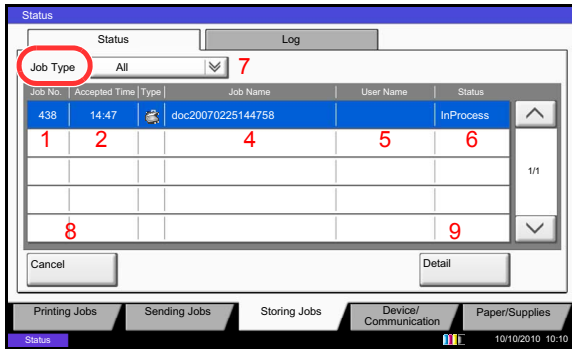 Status
Status Log
Job Type All 7
Job No. Accepted Time Type Job Name User Name Status
438 14:47 doc20070225144758 InProcess
1 2 4 5 6
1/1
8 9
Cancel Detail
Printing Jobs Sending Jobs Storing Jobs Device/
Communication Paper/Supplies
Status 10/10/2010 10:10